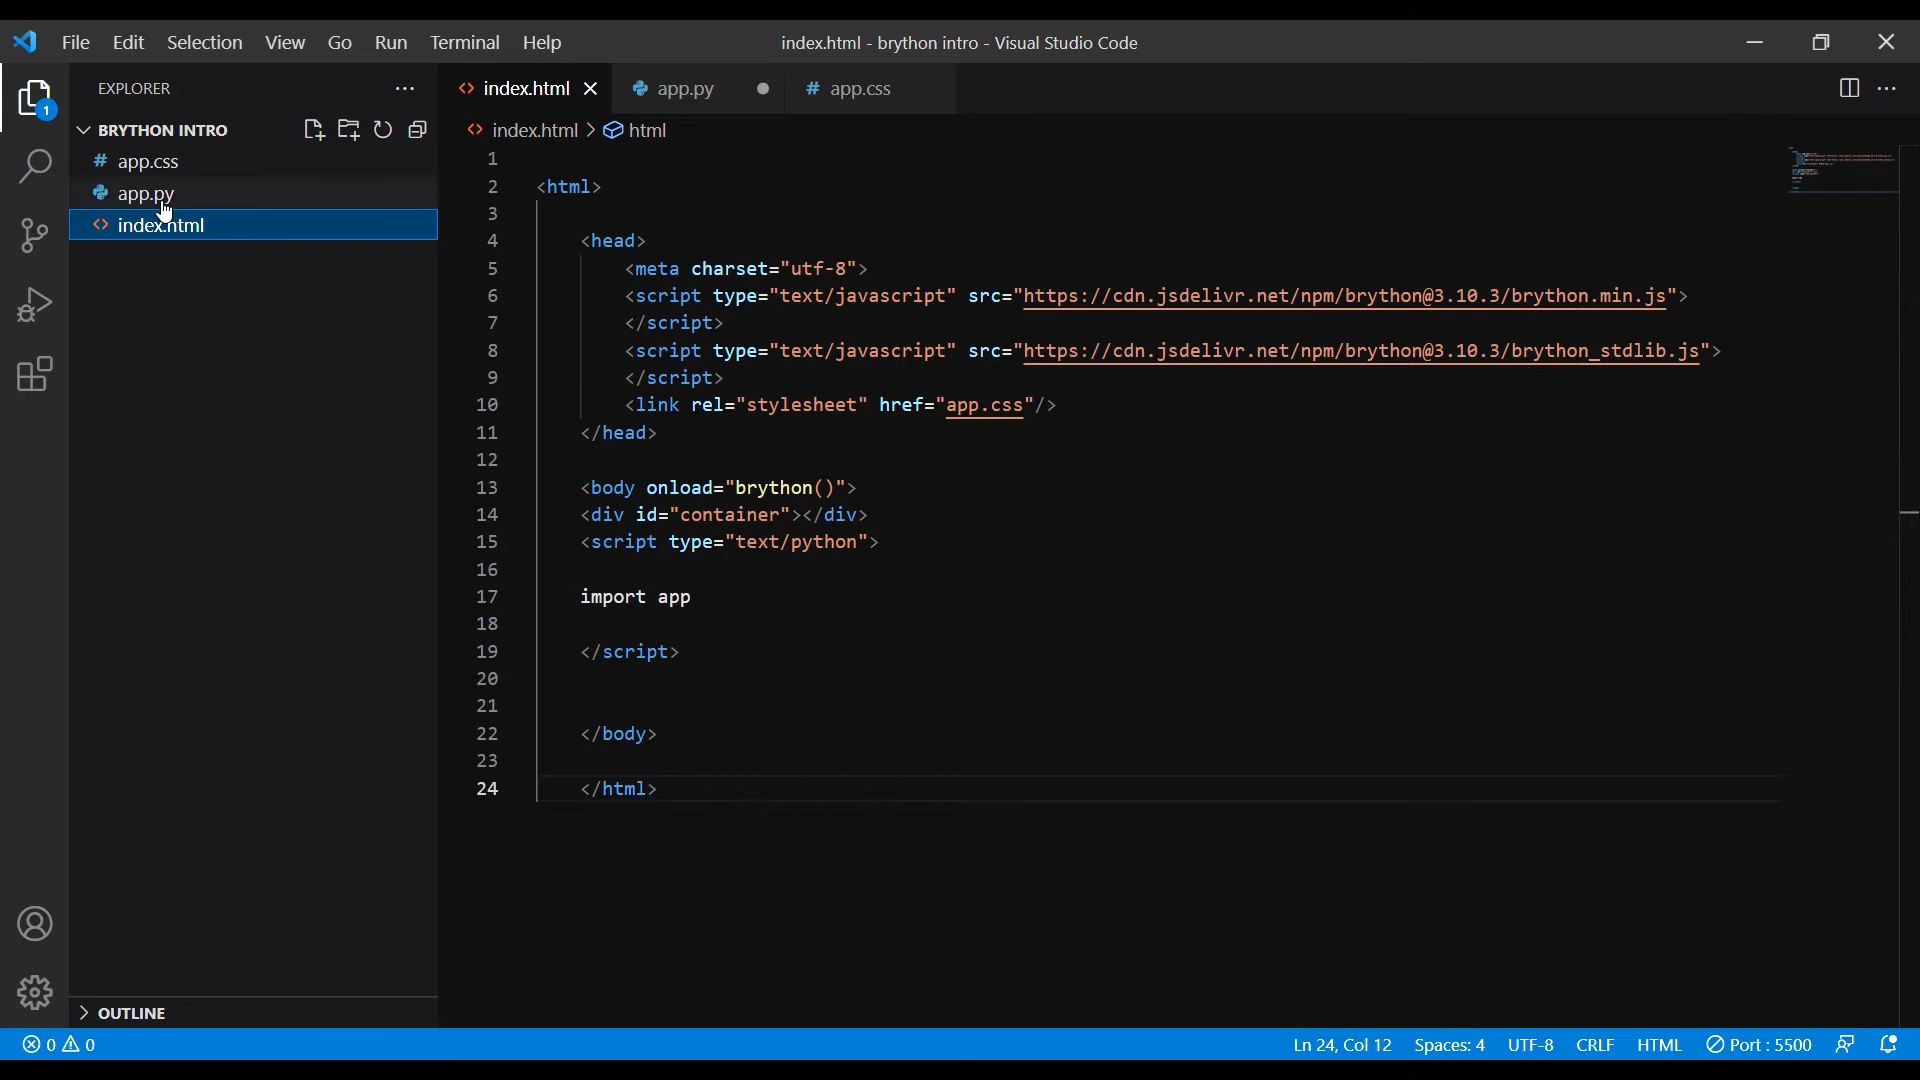 File Edit Selection View Go Run Terminal Help index.html - brython intro - Visual Studio Code
EXPLORER ··· index.html app.py app.css ···
1
BRYTHON INTRO index.html > html
app.css
app.py
index.html
1
2 <html>
3
4 <head>
5 <meta charset="utf-8">
6 <script type="text/javascript" src="https://cdn.jsdelivr.net/npm/brython@3.10.3/brython.min.js">
7 </script>
8 <script type="text/javascript" src="https://cdn.jsdelivr.net/npm/brython@3.10.3/brython_stdlib.js">
9 </script>
10 <link rel="stylesheet" href="app.css"/>
11 </head>
12
13 <body onload="brython()">
14 <div id="container"></div>
15 <script type="text/python">
16
17 import app
18
19 </script>
20
21
22 </body>
23
24 </html>
OUTLINE
0 0 Ln 24, Col 12 Spaces: 4 UTF-8 CRLF HTML Port : 5500